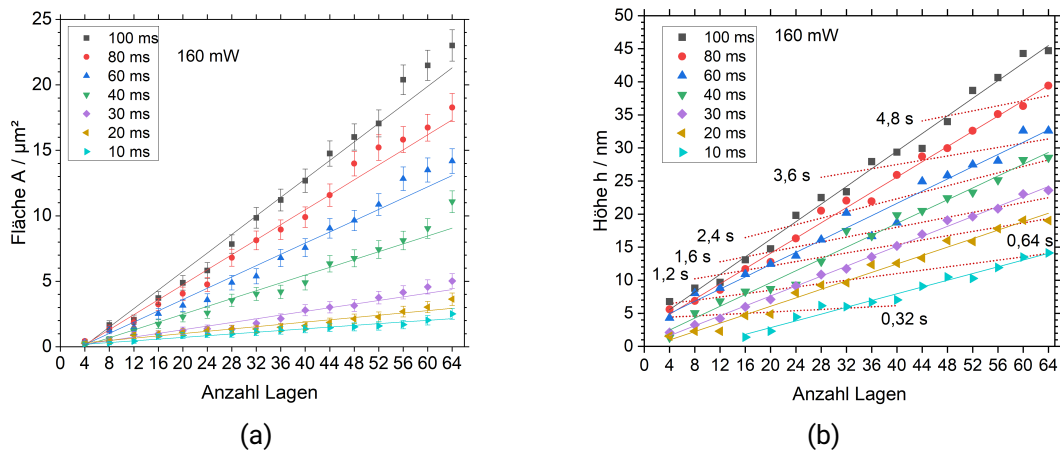 25
20
15
10
5
0
Fläche A / µm²
100 ms
80 ms
60 ms
40 ms
30 ms
20 ms
10 ms
160 mW
0 4 8 12 16 20 24 28 32 36 40 44 48 52 56 60 64
Anzahl Lagen
(a)
50
45
40
35
30
25
20
15
10
5
0
Höhe h / nm
100 ms
80 ms
60 ms
40 ms
30 ms
20 ms
10 ms
160 mW
4,8 s
3,6 s
2,4 s
1,6 s
1,2 s
0,64 s
0,32 s
0 4 8 12 16 20 24 28 32 36 40 44 48 52 56 60 64
Anzahl Lagen
(b)